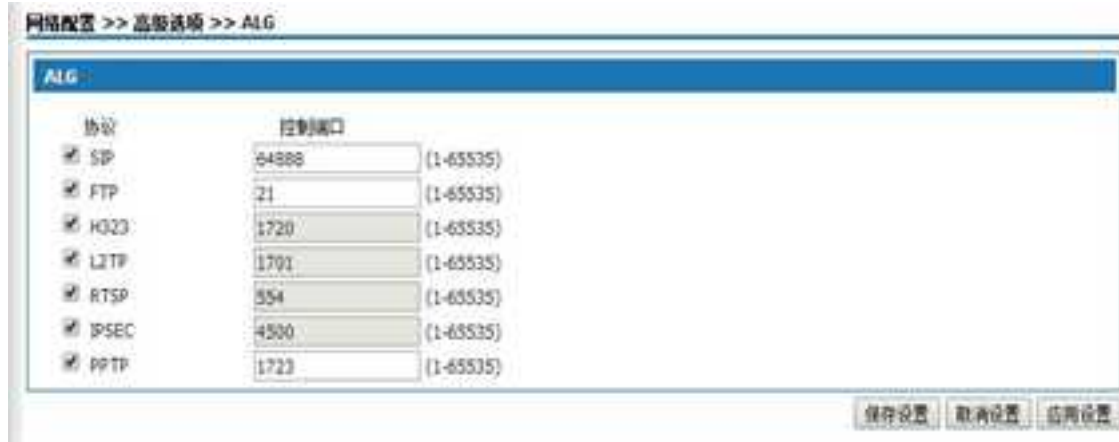 网络配置 >> 高级选项 >> ALG
ALG
协议 控制端口
SIP 64888 (1-65535)
FTP 21 (1-65535)
H323 1720 (1-65535)
L2TP 1701 (1-65535)
RTSP 554 (1-65535)
IPSEC 4500 (1-65535)
PPTP 1723 (1-65535)
保存设置 取消设置 应用设置